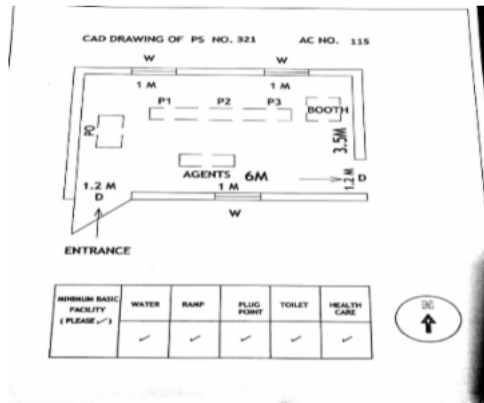 CAD DRAWING OF PS NO. 321 AC NO. 115
W W
1 M 1 M
P1 P2 P3
BOOTH
PO
3.5M
AGENTS 6M
1.2 M 1 M 1.2 M D
D
W
ENTRANCE
MINIMUM BASIC FACILITY ( PLEASE ✓ ) WATER RAMP PLUG POINT TOILET HEALTH CARE
✓ ✓ ✓ ✓ ✓
N